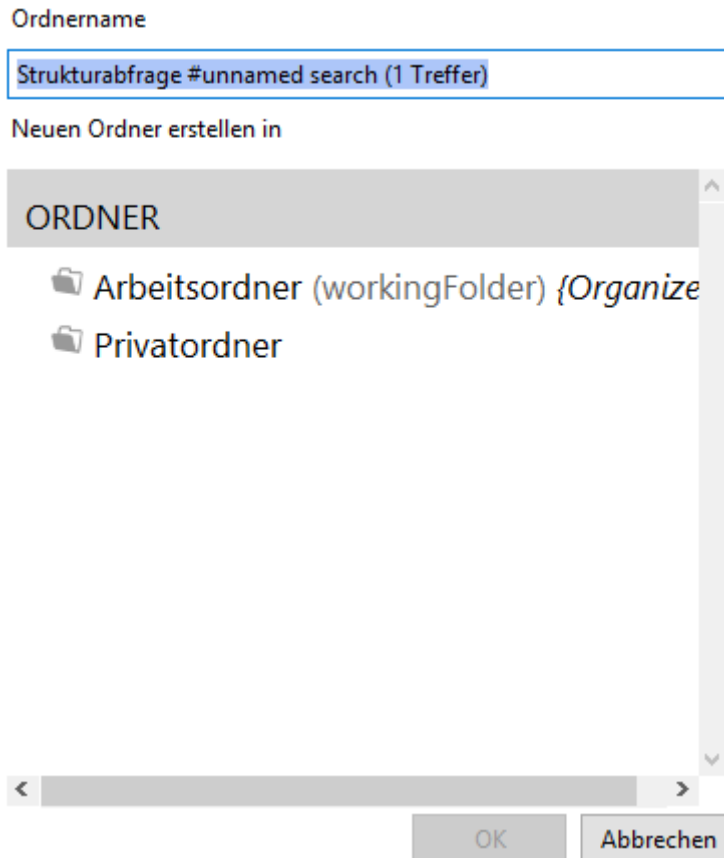 Ordnername
Strukturabfrage #unnamed search (1 Treffer)
Neuen Ordner erstellen in
ORDNER
Arbeitsordner (workingFolder) {Organize
Privatordner
OK Abbrechen